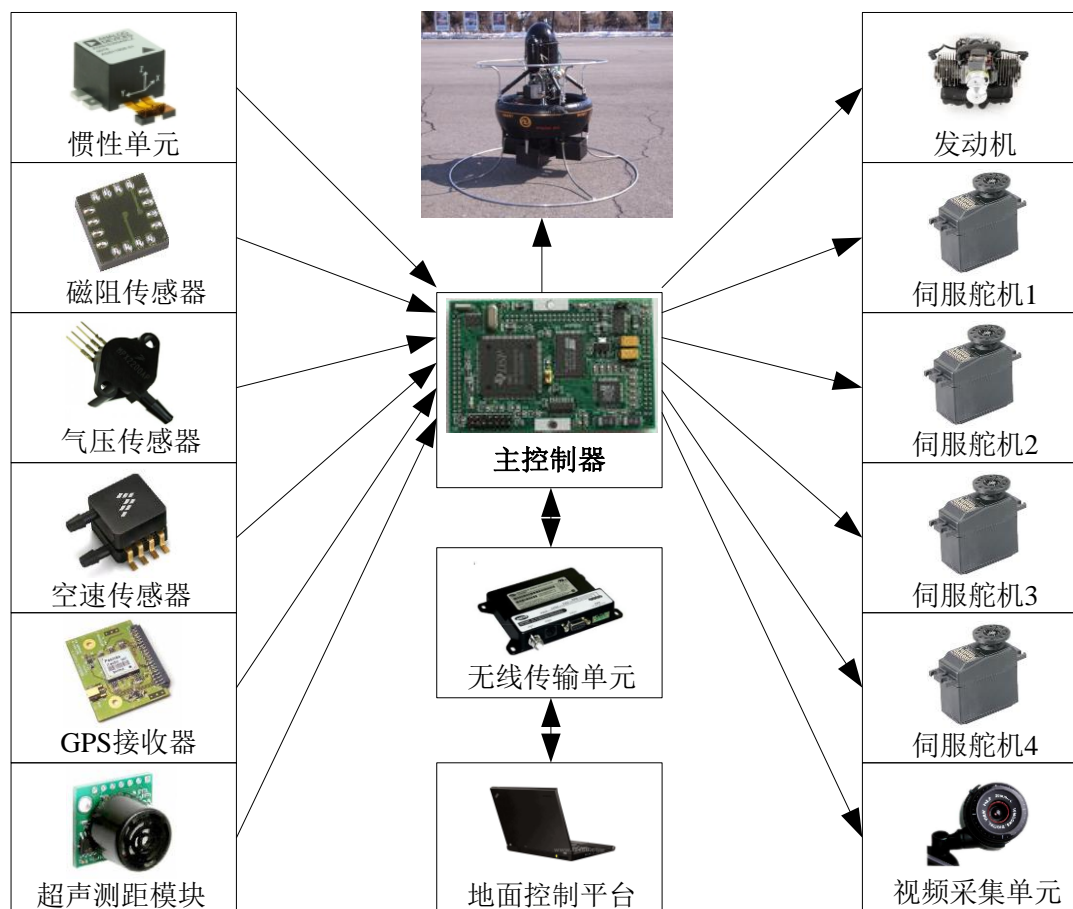 惯性单元
磁阻传感器
气压传感器
空速传感器
GPS接收器
超声测距模块
主控制器
无线传输单元
地面控制平台
发动机
伺服舵机1
伺服舵机2
伺服舵机3
伺服舵机4
视频采集单元